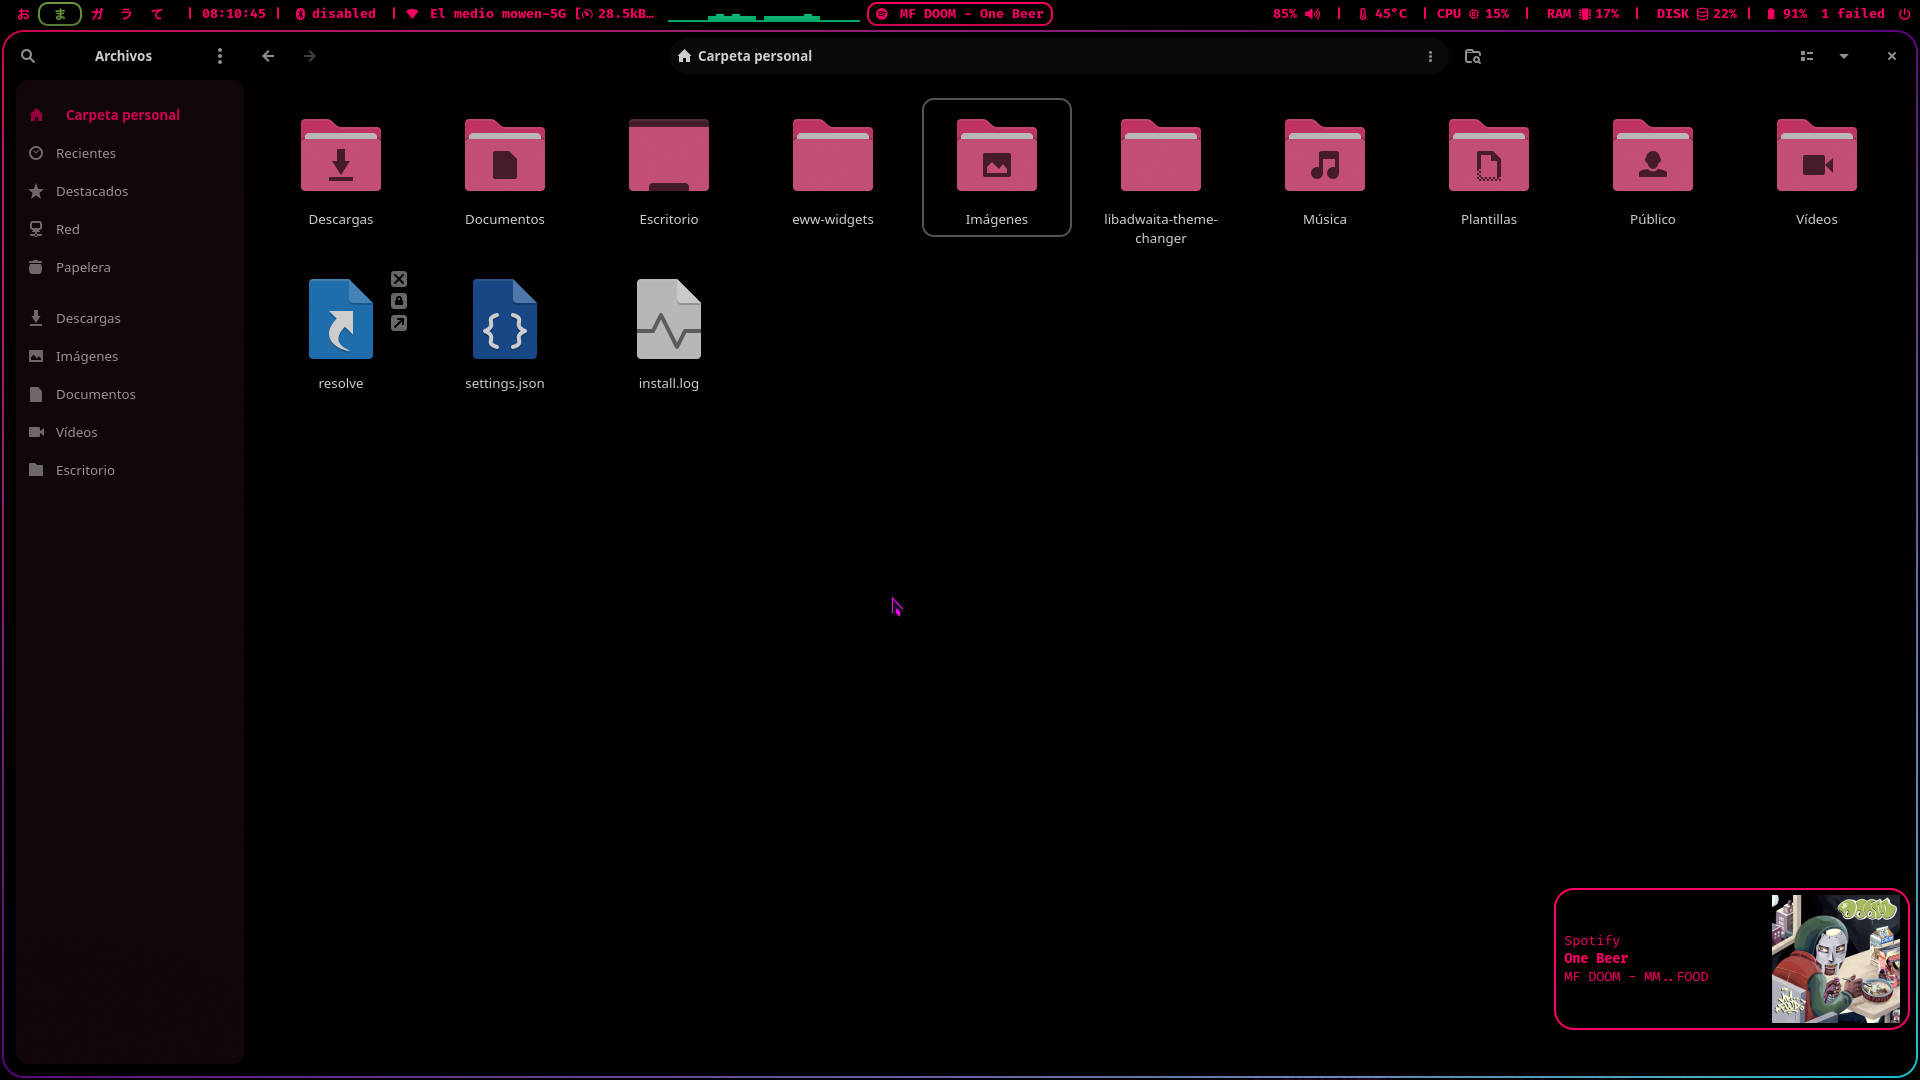 お ま ガ ラ て | 08:10:45 | disabled | El medio mowen-5G [ 28.5kB… MF DOOM - One Beer 85% | 45°C | CPU 15% | RAM 17% | DISK 22% | 91% 1 failed
Archivos
Carpeta personal
Carpeta personal
Recientes
Destacados
Red
Papelera
Descargas
Imágenes
Documentos
Vídeos
Escritorio
Descargas Documentos Escritorio eww-widgets Imágenes libadwaita-theme- Música Plantillas Público Vídeos
changer
resolve settings.json install.log
Spotify
One Beer
MF DOOM - MM..FOOD